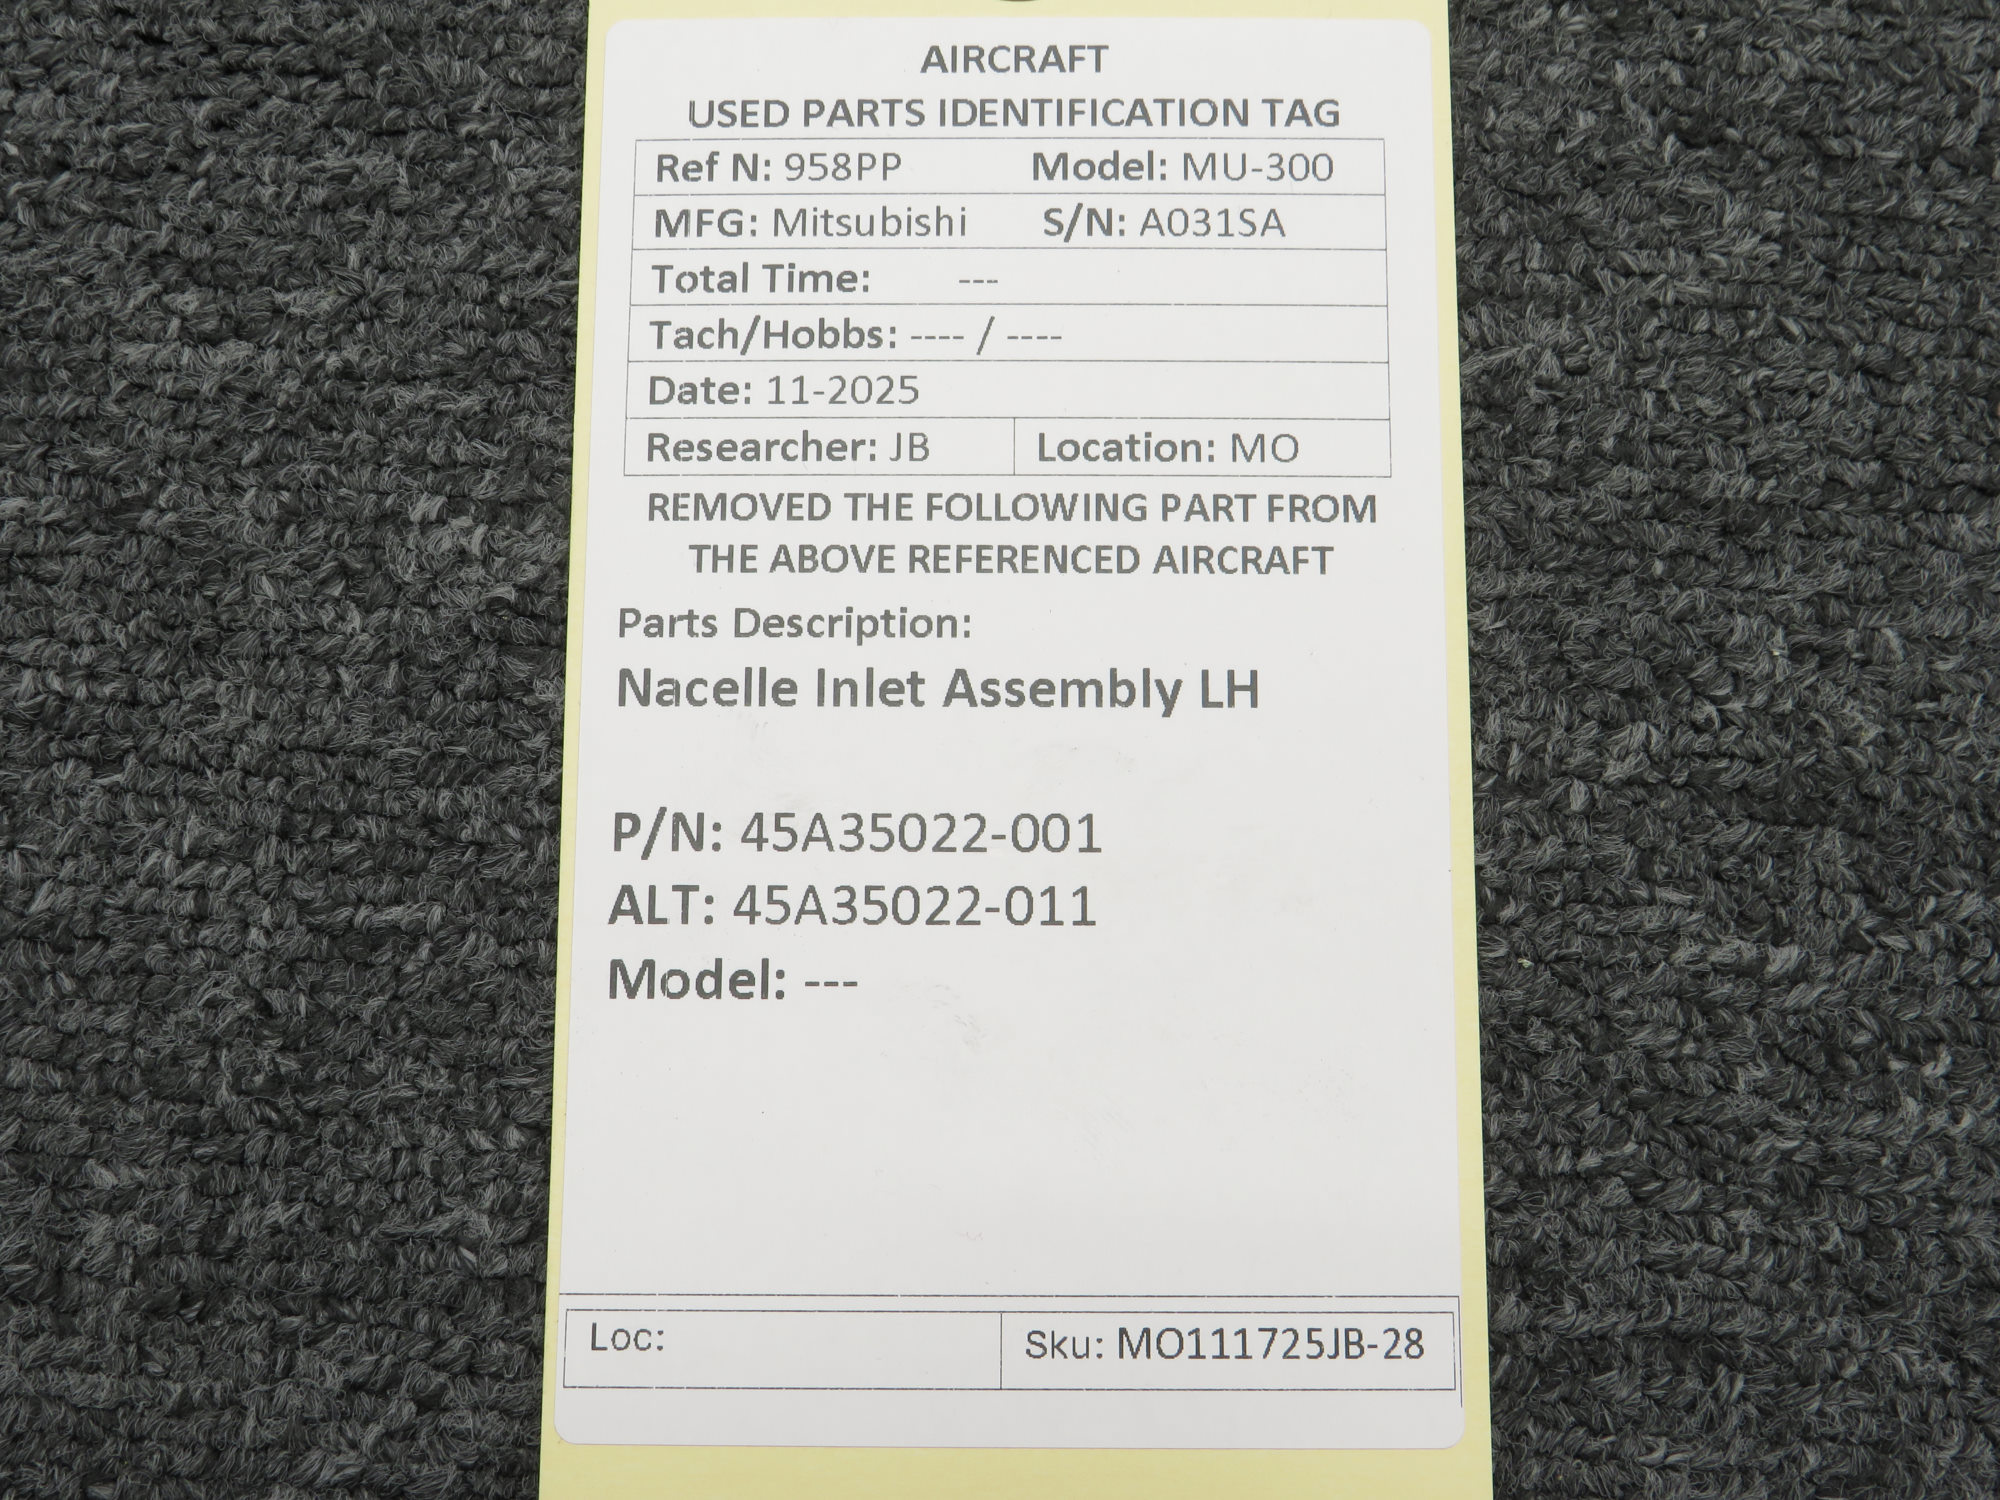 AIRCRAFT
USED PARTS IDENTIFICATION TAG
Ref N: 958PP Model: MU-300
MFG: Mitsubishi S/N: A031SA
Total Time: ---
Tach/Hobbs: ---- / ----
Date: 11-2025
Researcher: JB Location: MO
REMOVED THE FOLLOWING PART FROM
THE ABOVE REFERENCED AIRCRAFT
Parts Description:
Nacelle Inlet Assembly LH
P/N: 45A35022-001
ALT: 45A35022-011
Model: ---
Loc: Sku: MO111725JB-28